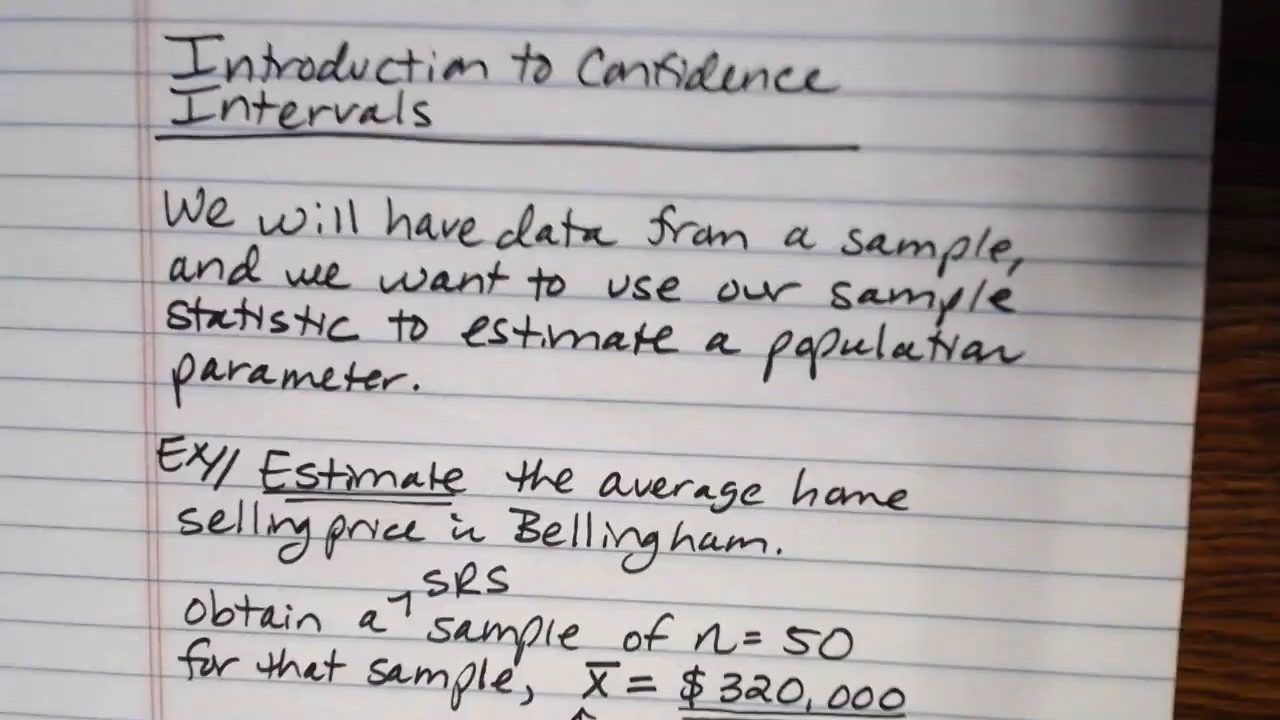 Introduction to Confidence
Intervals
We will have data from a sample,
and we want to use our sample
statistic to estimate a population
parameter.
EX// Estimate the average home
selling price in Bellingham.
SRS
obtain a sample of n = 50
for that sample, x̄ = $320,000